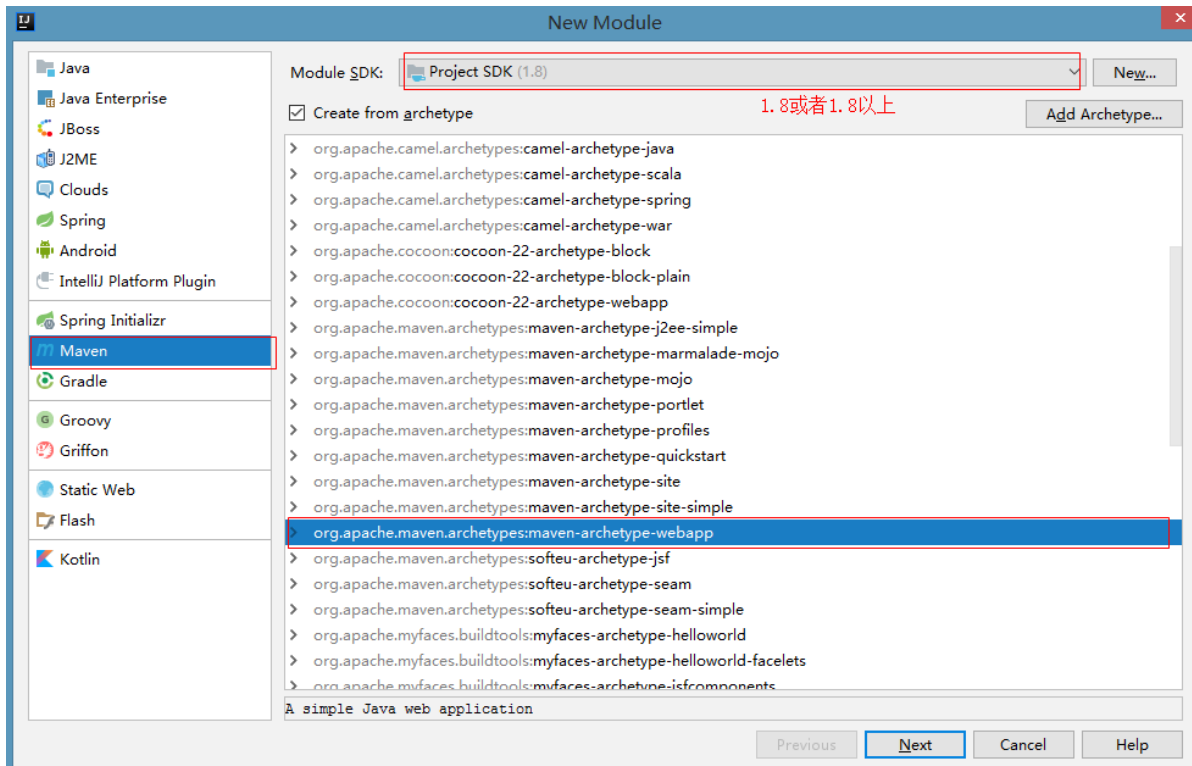 New Module
Java
Java Enterprise
JBoss
J2ME
Clouds
Spring
Android
IntelliJ Platform Plugin
Spring Initializr
Maven
Gradle
Groovy
Griffon
Static Web
Flash
Kotlin
Module SDK: Project SDK (1.8) New...
1.8或者1.8以上
Create from archetype Add Archetype...
org.apache.camel.archetypes:camel-archetype-java
org.apache.camel.archetypes:camel-archetype-scala
org.apache.camel.archetypes:camel-archetype-spring
org.apache.camel.archetypes:camel-archetype-war
org.apache.cocoon:cocoon-22-archetype-block
org.apache.cocoon:cocoon-22-archetype-block-plain
org.apache.cocoon:cocoon-22-archetype-webapp
org.apache.maven.archetypes:maven-archetype-j2ee-simple
org.apache.maven.archetypes:maven-archetype-marmalade-mojo
org.apache.maven.archetypes:maven-archetype-mojo
org.apache.maven.archetypes:maven-archetype-portlet
org.apache.maven.archetypes:maven-archetype-profiles
org.apache.maven.archetypes:maven-archetype-quickstart
org.apache.maven.archetypes:maven-archetype-site
org.apache.maven.archetypes:maven-archetype-site-simple
org.apache.maven.archetypes:maven-archetype-webapp
org.apache.maven.archetypes:softeu-archetype-jsf
org.apache.maven.archetypes:softeu-archetype-seam
org.apache.maven.archetypes:softeu-archetype-seam-simple
org.apache.myfaces.buildtools:myfaces-archetype-helloworld
org.apache.myfaces.buildtools:myfaces-archetype-helloworld-facelets
org.apache.myfaces.buildtools:myfaces-archetype-jsfcomponents
A simple Java web application
Previous Next Cancel Help